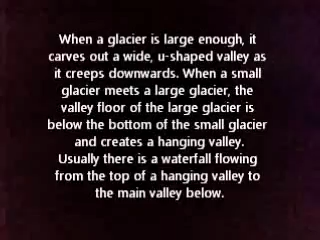 When a glacier is large enough, it
carves out a wide, u-shaped valley as
it creeps downwards. When a small
glacier meets a large glacier, the
valley floor of the large glacier is
below the bottom of the small glacier
and creates a hanging valley.
Usually there is a waterfall flowing
from the top of a hanging valley to
the main valley below.